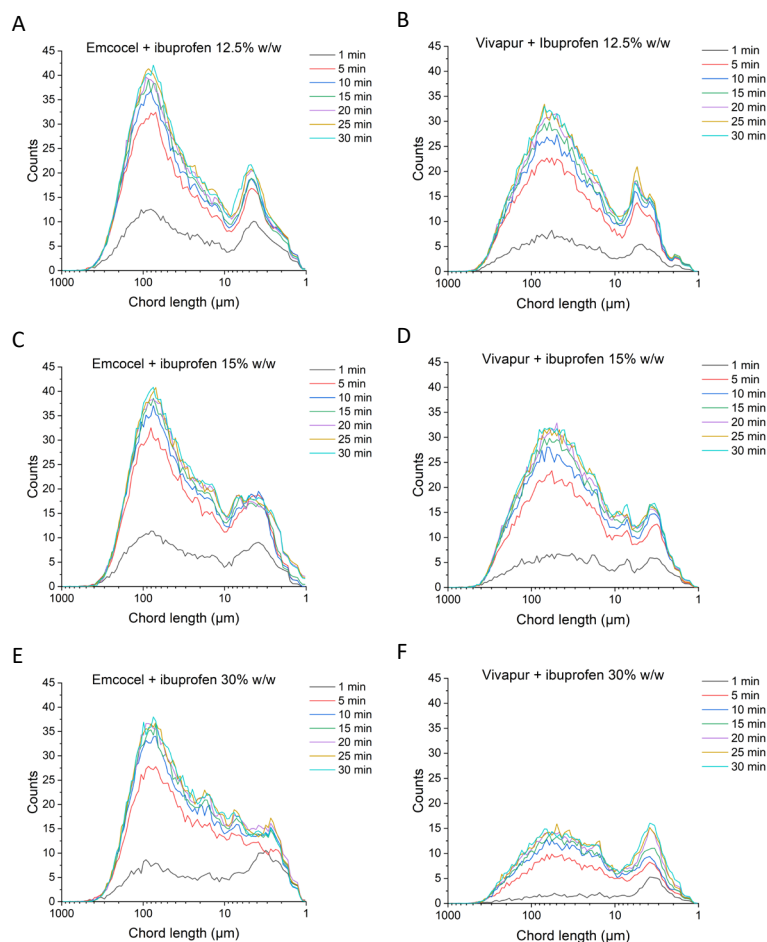 A
Emcocel + ibuprofen 12.5% w/w
45
40
35
30
25
20
15
10
5
0
Counts
1000
100
10
1
Chord length (µm)
1 min
5 min
10 min
15 min
20 min
25 min
30 min
B
Vivapur + Ibuprofen 12.5% w/w
45
40
35
30
25
20
15
10
5
0
Counts
1000
100
10
1
Chord length (µm)
1 min
5 min
10 min
15 min
20 min
25 min
30 min
C
Emcocel + ibuprofen 15% w/w
45
40
35
30
25
20
15
10
5
0
Counts
1000
100
10
1
Chord length (µm)
1 min
5 min
10 min
15 min
20 min
25 min
30 min
D
Vivapur + ibuprofen 15% w/w
45
40
35
30
25
20
15
10
5
0
Counts
1000
100
10
1
Chord length (µm)
1 min
5 min
10 min
15 min
20 min
25 min
30 min
E
Emcocel + ibuprofen 30% w/w
45
40
35
30
25
20
15
10
5
0
Counts
1000
100
10
1
Chord length (µm)
1 min
5 min
10 min
15 min
20 min
25 min
30 min
F
Vivapur + ibuprofen 30% w/w
45
40
35
30
25
20
15
10
5
0
Counts
1000
100
10
1
Chord length (µm)
1 min
5 min
10 min
15 min
20 min
25 min
30 min